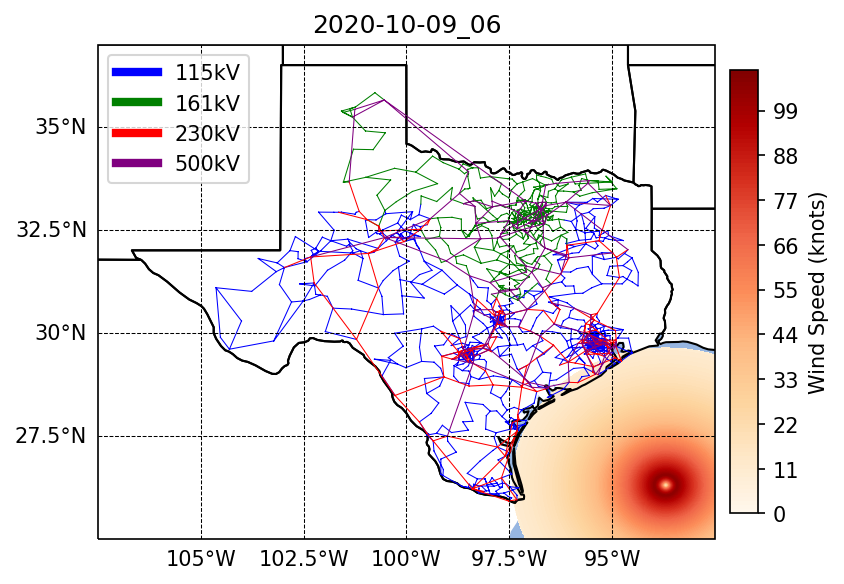 2020-10-09_06
115kV
161kV
230kV
500kV
35°N
32.5°N
30°N
27.5°N
105°W
102.5°W
100°W
97.5°W
95°W
99
88
77
66
55
44
33
22
11
0
Wind Speed (knots)